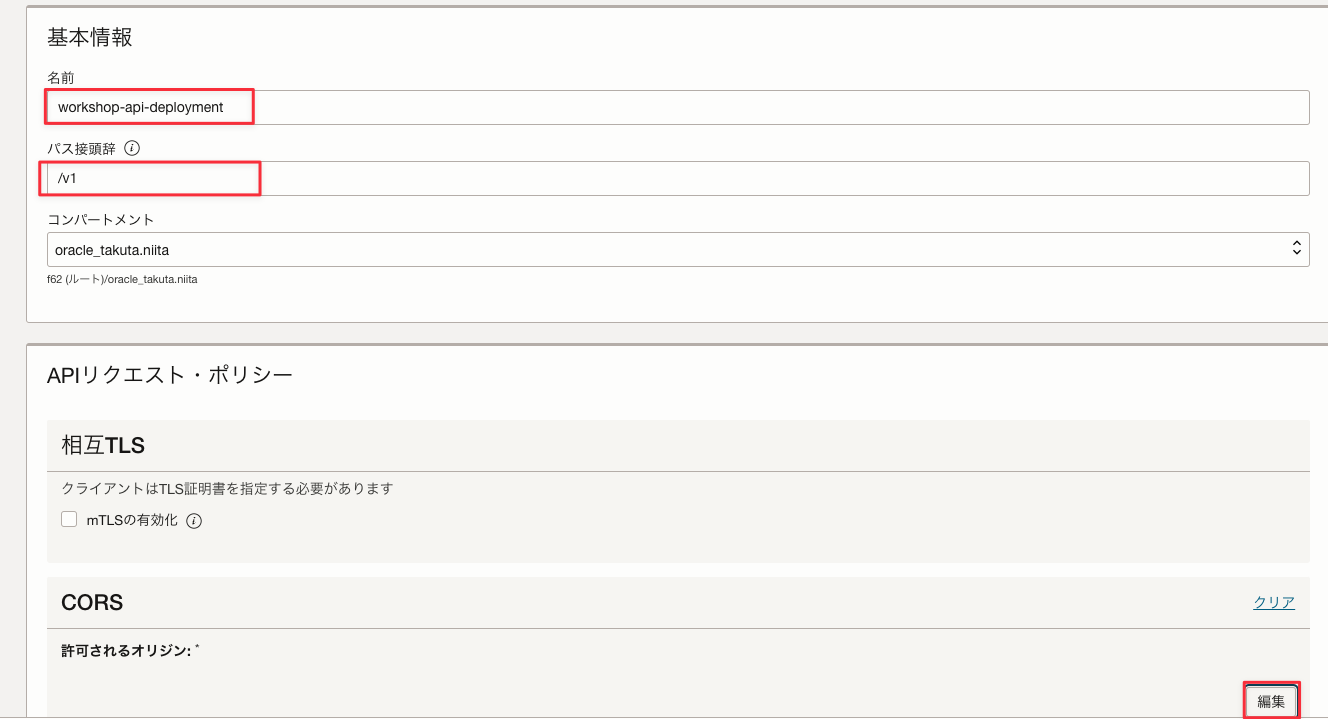 基本情報
名前
workshop-api-deployment
パス接頭辞
/v1
コンパートメント
oracle_takuta.niita
f62 (ルート)/oracle_takuta.niita
APIリクエスト・ポリシー
相互TLS
クライアントはTLS証明書を指定する必要があります
mTLSの有効化
CORS
クリア
許可されるオリジン: *
編集